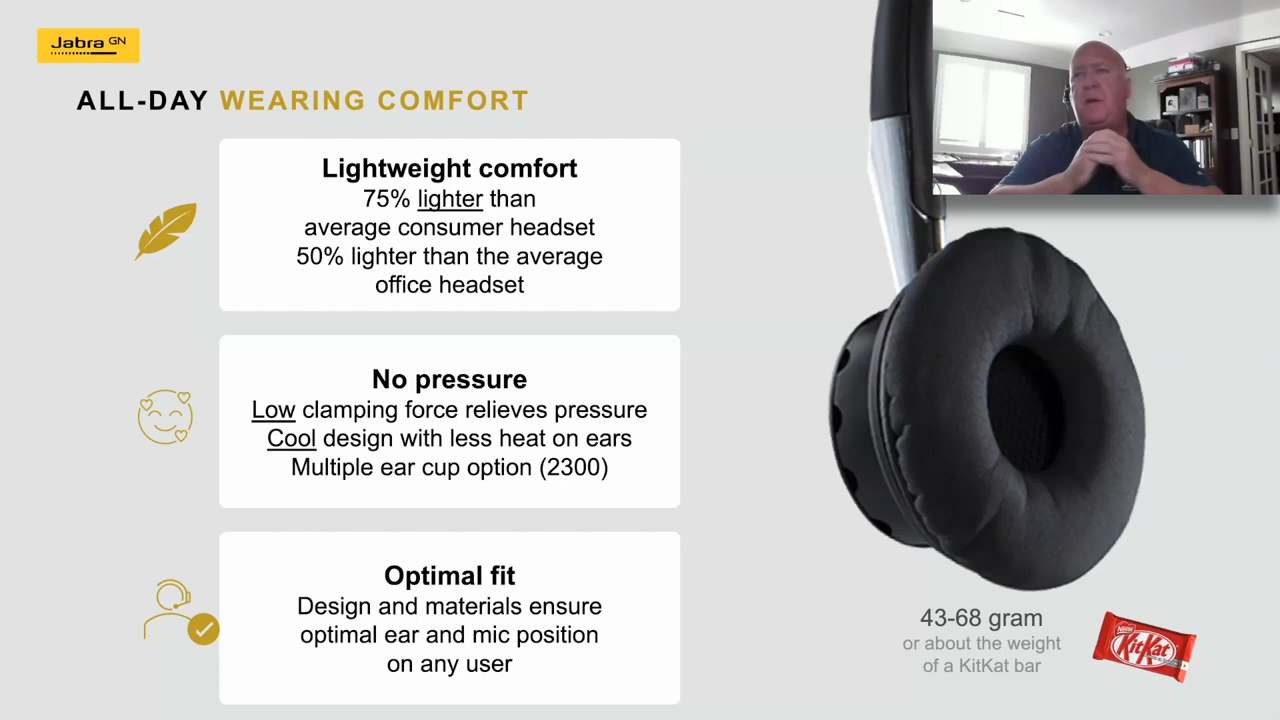 Jabra GN
ALL-DAY WEARING COMFORT
Lightweight comfort
75% lighter than
average consumer headset
50% lighter than the average
office headset
No pressure
Low clamping force relieves pressure
Cool design with less heat on ears
Multiple ear cup option (2300)
Optimal fit
Design and materials ensure
optimal ear and mic position
on any user
43-68 gram
or about the weight
of a KitKat bar
Nestlé
KitKat